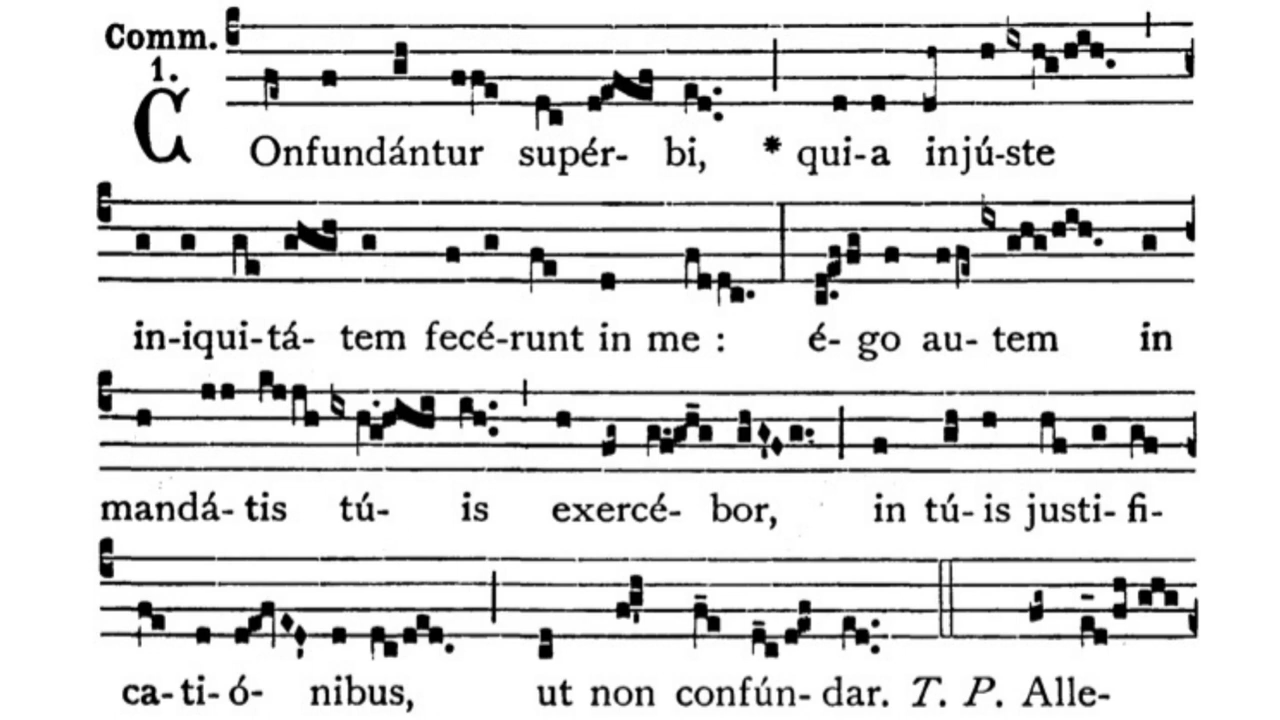 Comm.
1.
COnfundántur supér- bi, * qui-a injú-ste
in-iqui-tá- tem fecé-runt in me : é- go au- tem in
mandá- tis tú- is exercé- bor, in tú- is justi- fi-
ca- ti- ó- nibus, ut non confún- dar. T. P. Alle-